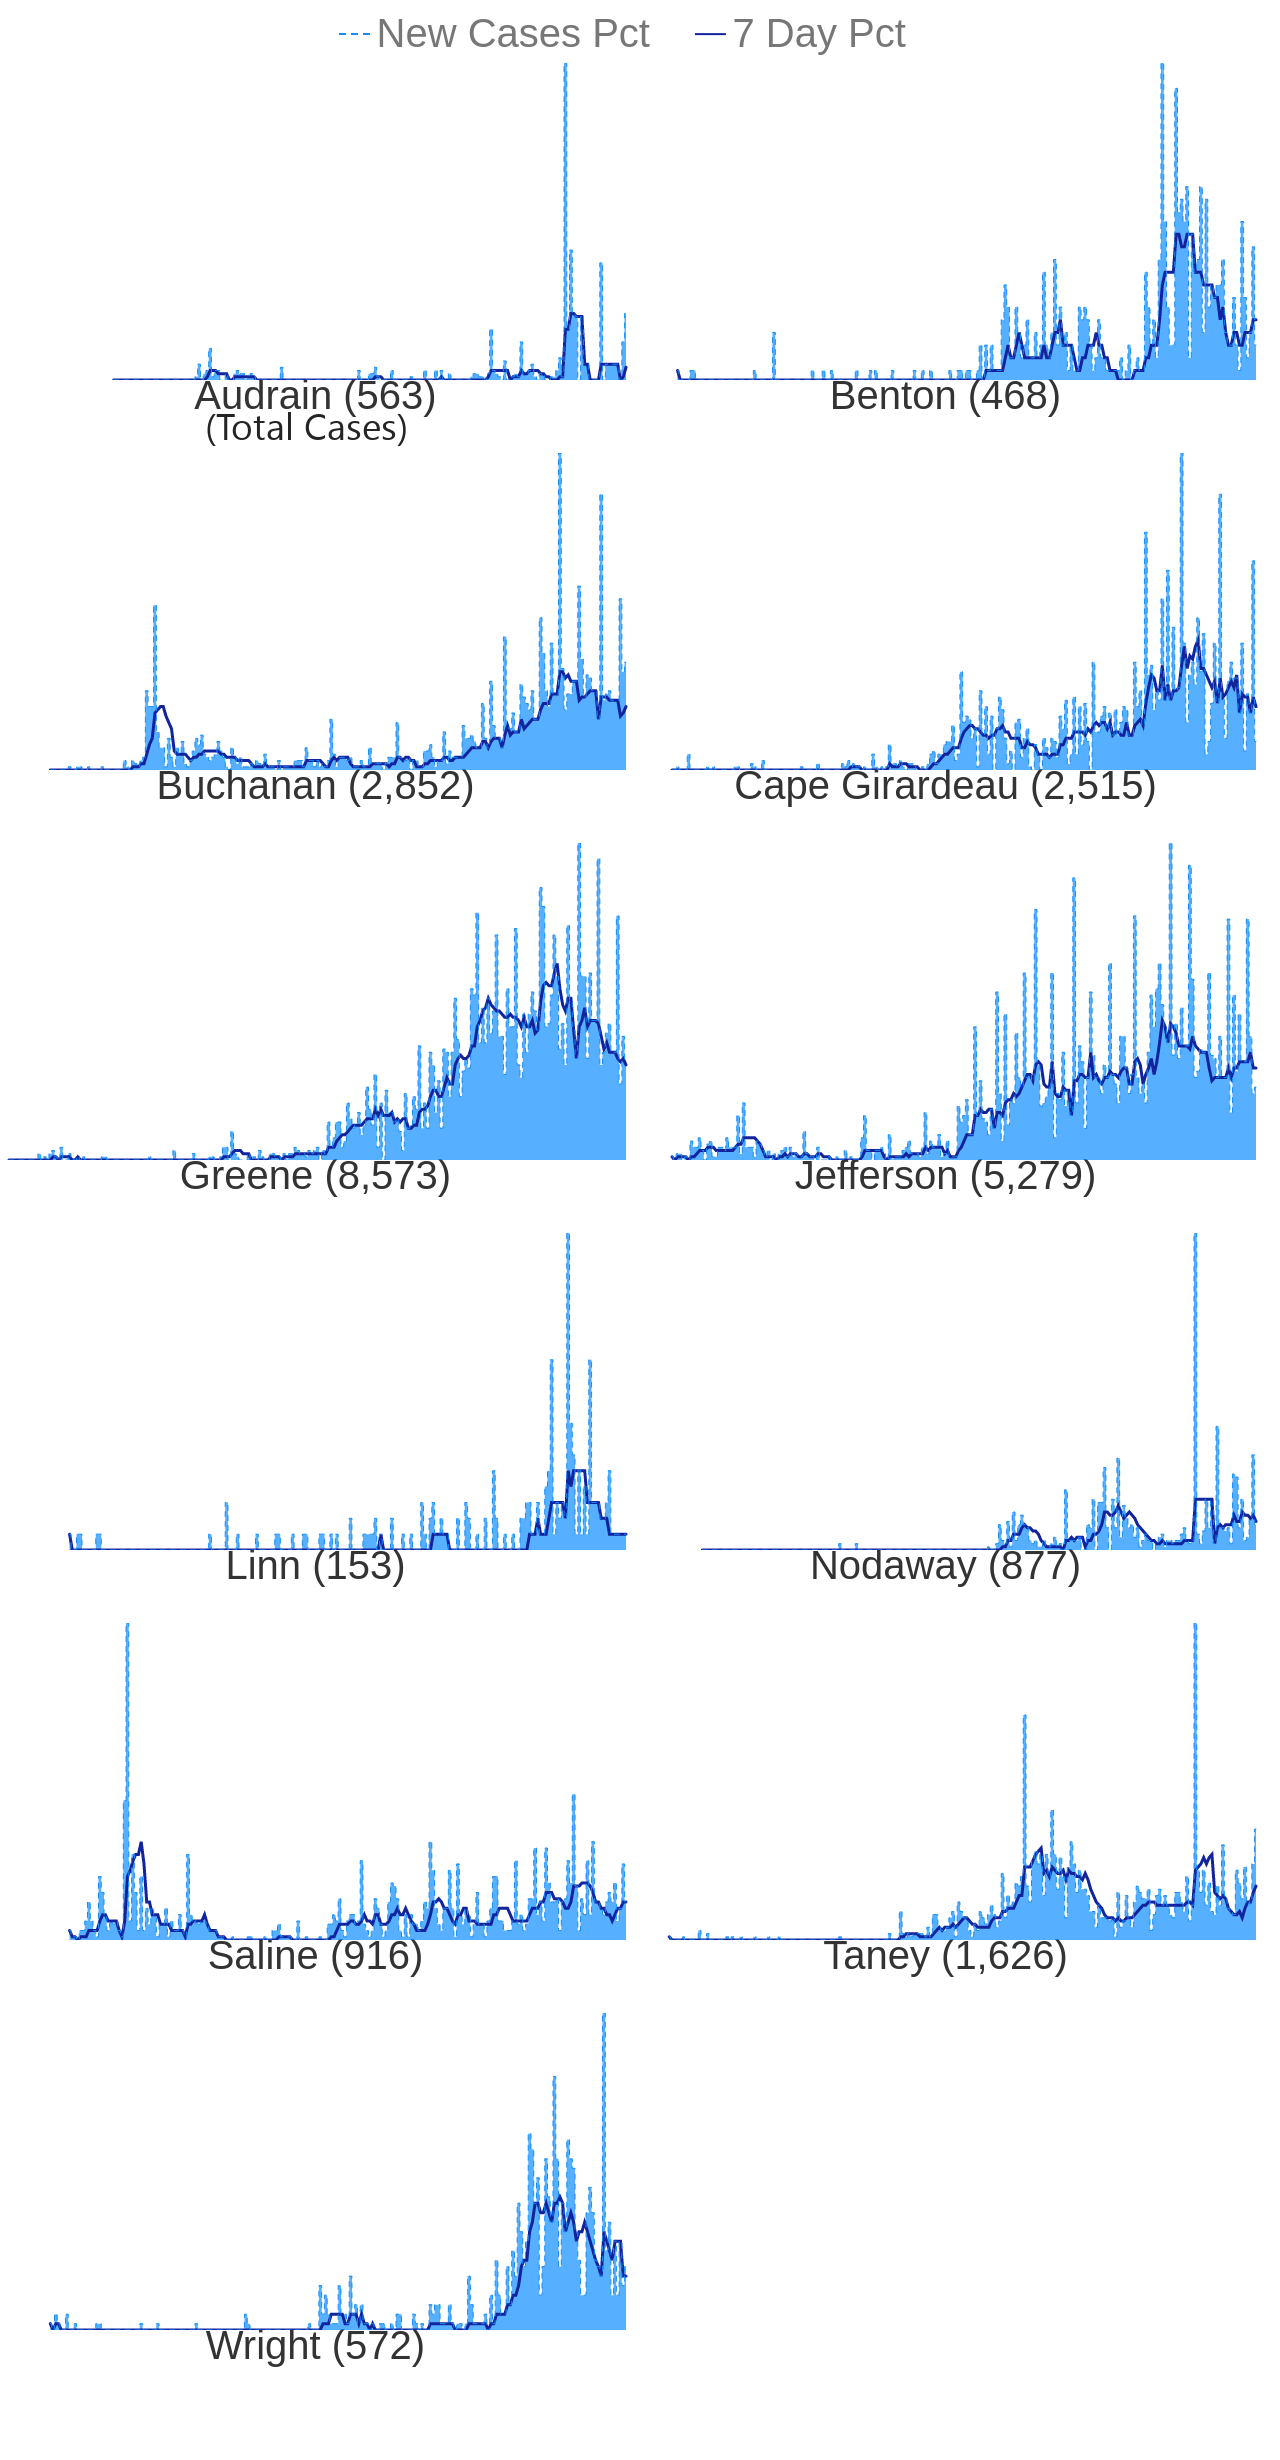 New Cases Pct 7 Day Pct
Audrain (563) Benton (468)
(Total Cases)
Buchanan (2,852) Cape Girardeau (2,515)
Greene (8,573) Jefferson (5,279)
Linn (153) Nodaway (877)
Saline (916) Taney (1,626)
Wright (572)